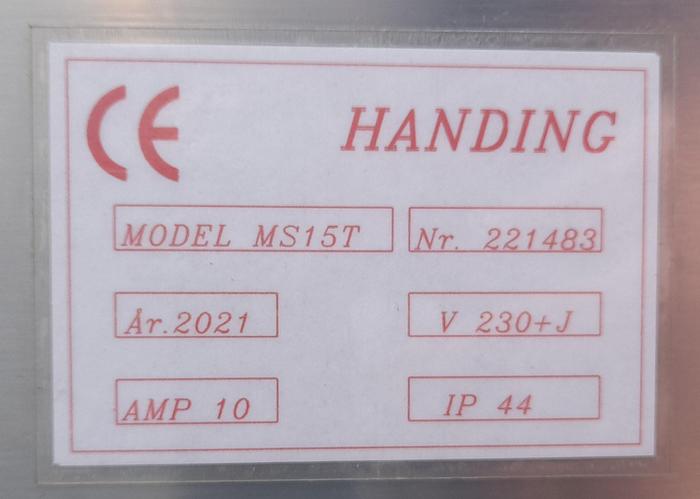 CE HANDING
MODEL MS15T Nr. 221483
År.2021 V 230+J
AMP 10 IP 44